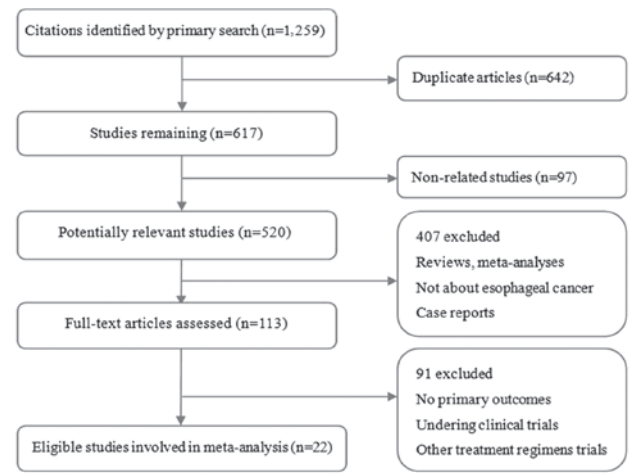 Citations identified by primary search (n=1,259)
Duplicate articles (n=642)
Studies remaining (n=617)
Non-related studies (n=97)
Potentially relevant studies (n=520)
407 excluded
Reviews, meta-analyses
Not about esophageal cancer
Case reports
Full-text articles assessed (n=113)
91 excluded
No primary outcomes
Undering clinical trials
Other treatment regimens trials
Eligible studies involved in meta-analysis (n=22)